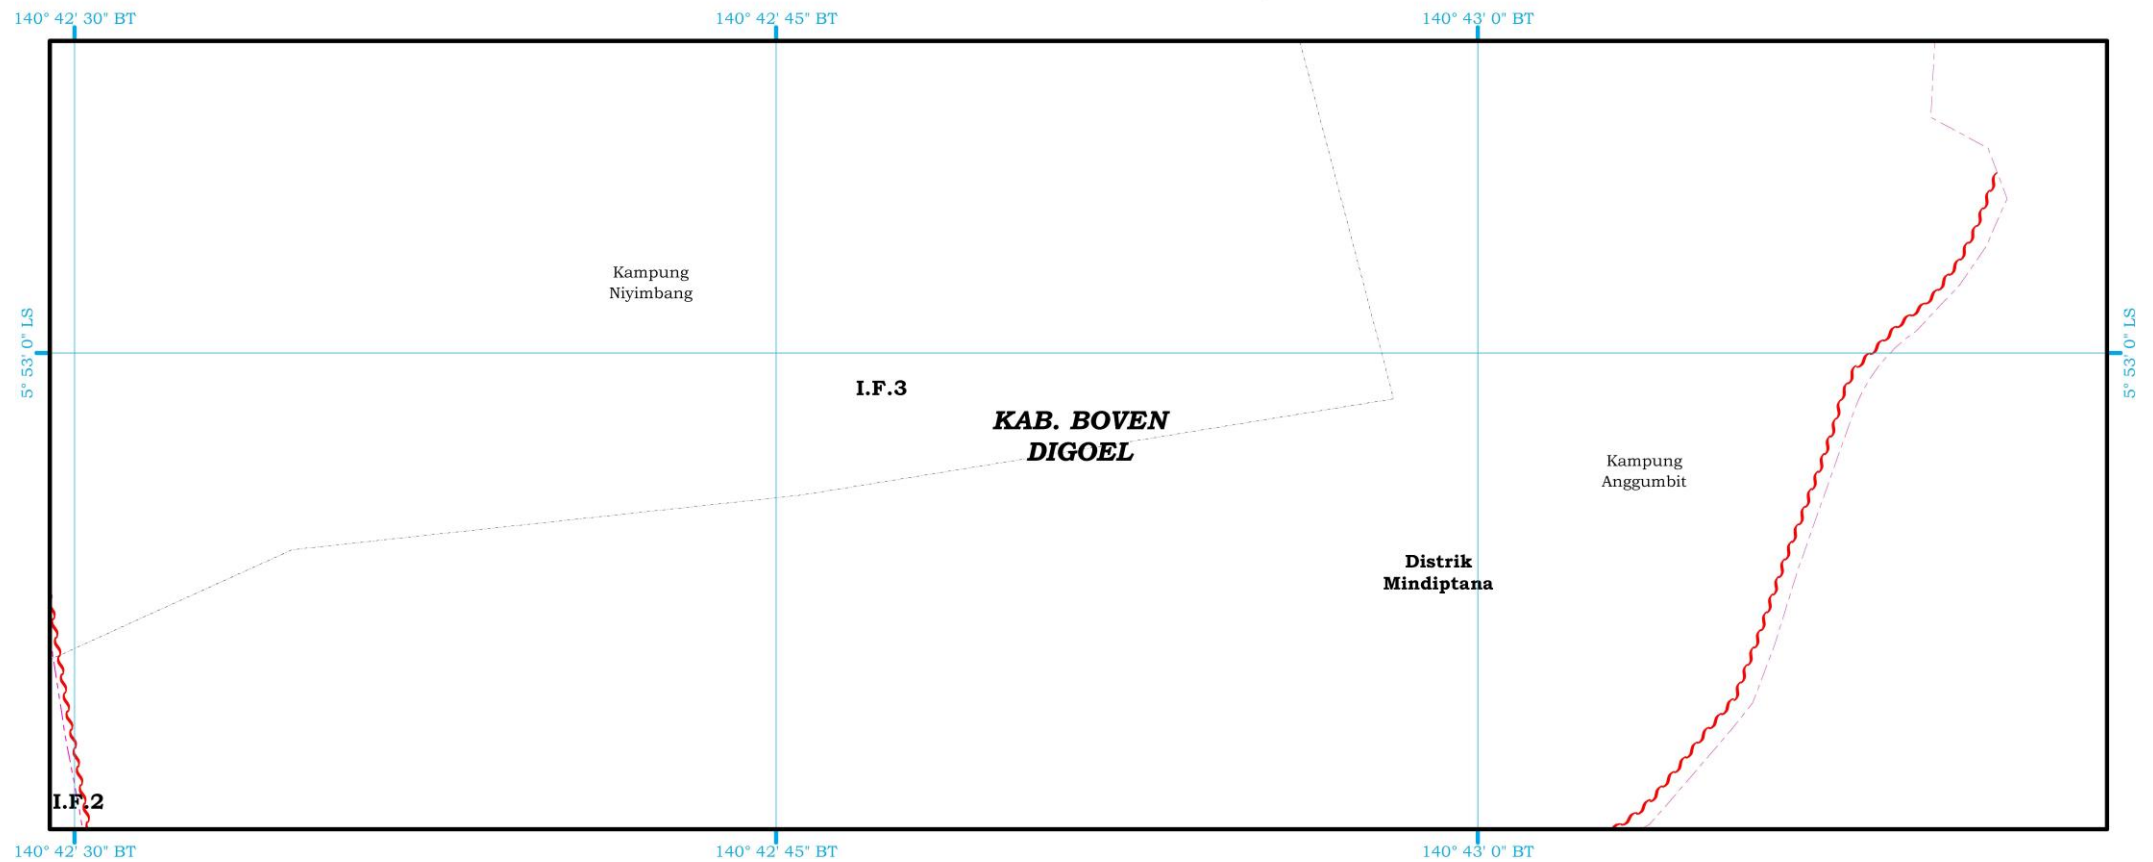 140° 42' 30" BT
140° 42' 45" BT
140° 43' 0" BT
Kampung
Niyimbang
5° 53' 0" LS
5° 53' 0" LS
I.F.3
KAB. BOVEN
DIGOEL
Kampung
Anggumbit
Distrik
Mindiptana
I.F.2
140° 42' 30" BT
140° 42' 45" BT
140° 43' 0" BT